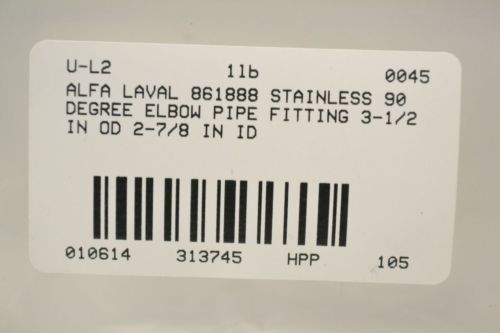 U-L2 1lb 0045
ALFA LAVAL 861888 STAINLESS 90
DEGREE ELBOW PIPE FITTING 3-1/2
IN OD 2-7/8 IN ID
010614 313745 HPP 105